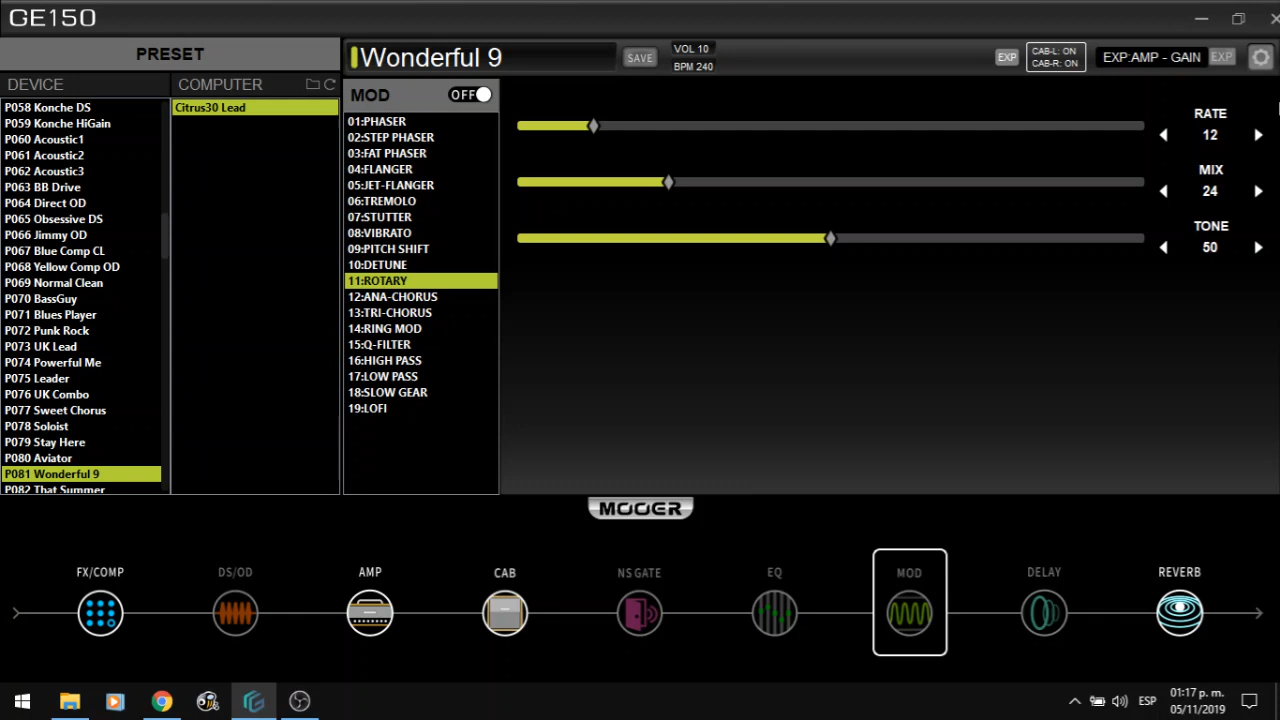 GE150
PRESET
DEVICE
COMPUTER
P058 Konche DS
P059 Konche HiGain
P060 Acoustic1
P061 Acoustic2
P062 Acoustic3
P063 BB Drive
P064 Direct OD
P065 Obsessive DS
P066 Jimmy OD
P067 Blue Comp CL
P068 Yellow Comp OD
P069 Normal Clean
P070 BassGuy
P071 Blues Player
P072 Punk Rock
P073 UK Lead
P074 Powerful Me
P075 Leader
P076 UK Combo
P077 Sweet Chorus
P078 Soloist
P079 Stay Here
P080 Aviator
P081 Wonderful 9
P082 That Summer
Citrus30 Lead
Wonderful 9
SAVE
VOL 10
BPM 240
EXP
CAB-L: ON
CAB-R: ON
EXP:AMP - GAIN
EXP
MOD
OFF
01:PHASER
02:STEP PHASER
03:FAT PHASER
04:FLANGER
05:JET-FLANGER
06:TREMOLO
07:STUTTER
08:VIBRATO
09:PITCH SHIFT
10:DETUNE
11:ROTARY
12:ANA-CHORUS
13:TRI-CHORUS
14:RING MOD
15:Q-FILTER
16:HIGH PASS
17:LOW PASS
18:SLOW GEAR
19:LOFI
RATE
12
MIX
24
TONE
50
MOOER
FX/COMP
DS/OD
AMP
CAB
NS GATE
EQ
MOD
DELAY
REVERB
ESP
01:17 p. m.
05/11/2019